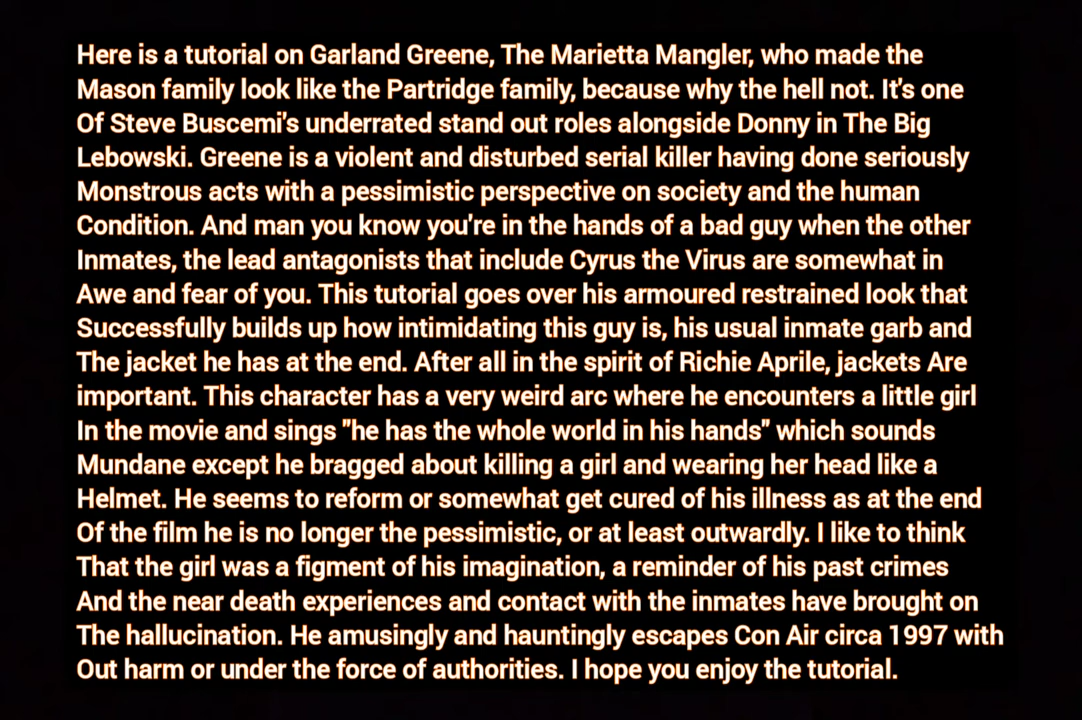 Here is a tutorial on Garland Greene, The Marietta Mangler, who made the
Mason family look like the Partridge family, because why the hell not. It's one
Of Steve Buscemi's underrated stand out roles alongside Donny in The Big
Lebowski. Greene is a violent and disturbed serial killer having done seriously
Monstrous acts with a pessimistic perspective on society and the human
Condition. And man you know you're in the hands of a bad guy when the other
Inmates, the lead antagonists that include Cyrus the Virus are somewhat in
Awe and fear of you. This tutorial goes over his armoured restrained look that
Successfully builds up how intimidating this guy is, his usual inmate garb and
The jacket he has at the end. After all in the spirit of Richie Aprile, jackets Are
important. This character has a very weird arc where he encounters a little girl
In the movie and sings "he has the whole world in his hands" which sounds
Mundane except he bragged about killing a girl and wearing her head like a
Helmet. He seems to reform or somewhat get cured of his illness as at the end
Of the film he is no longer the pessimistic, or at least outwardly. I like to think
That the girl was a figment of his imagination, a reminder of his past crimes
And the near death experiences and contact with the inmates have brought on
The hallucination. He amusingly and hauntingly escapes Con Air circa 1997 with
Out harm or under the force of authorities. I hope you enjoy the tutorial.